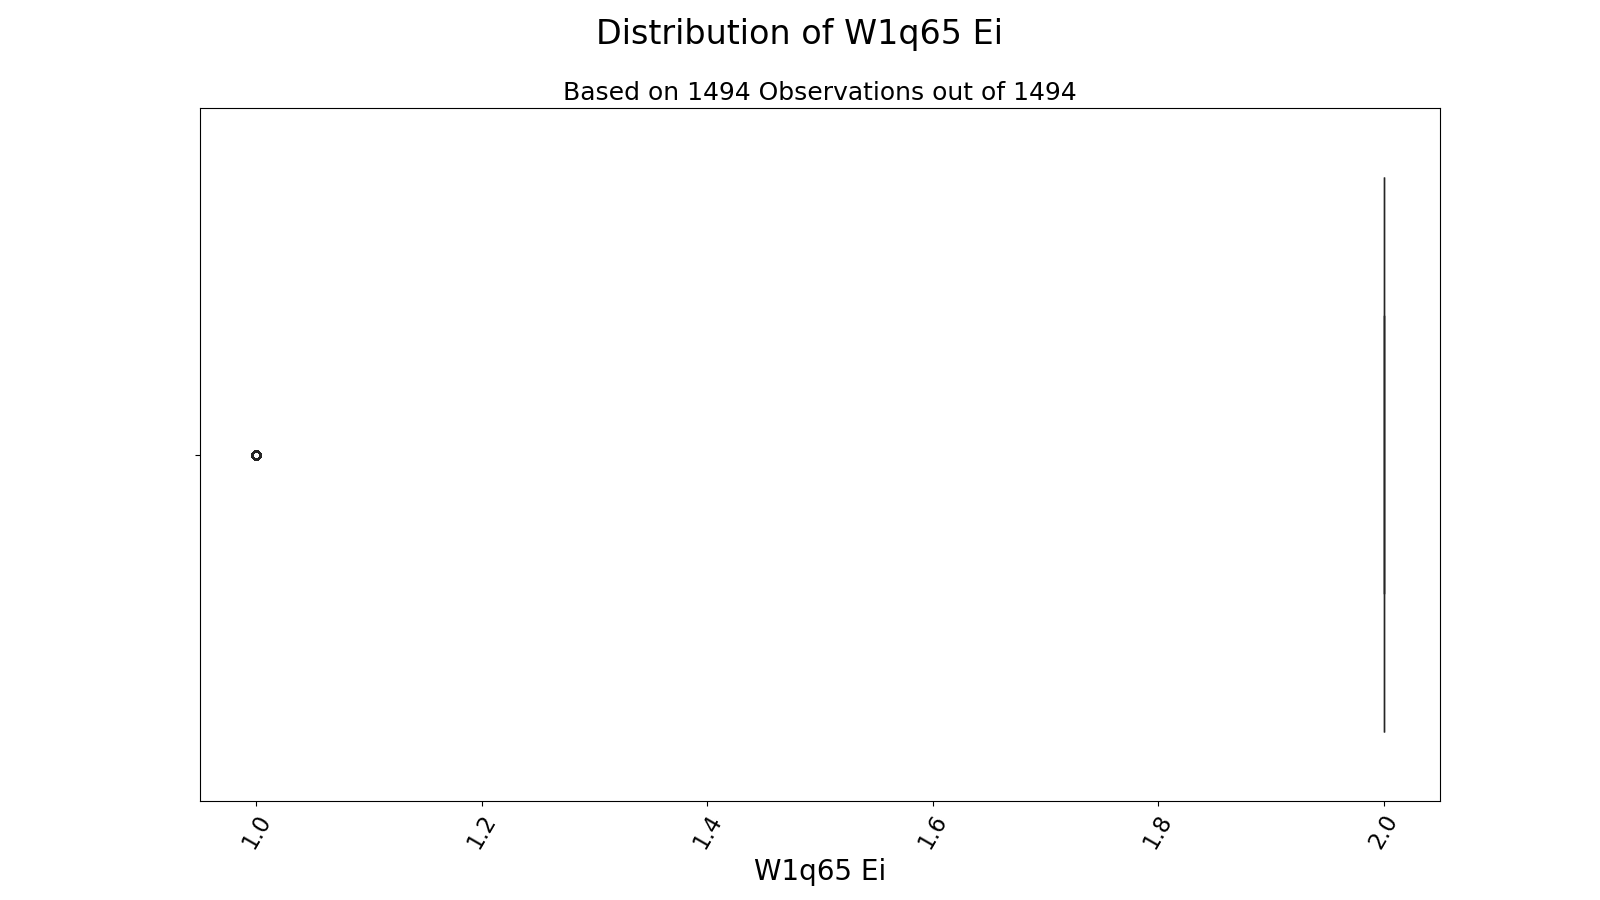 Distribution of W1q65 Ei
Based on 1494 Observations out of 1494
1.0 1.2 1.4 1.6 1.8 2.0
W1q65 Ei